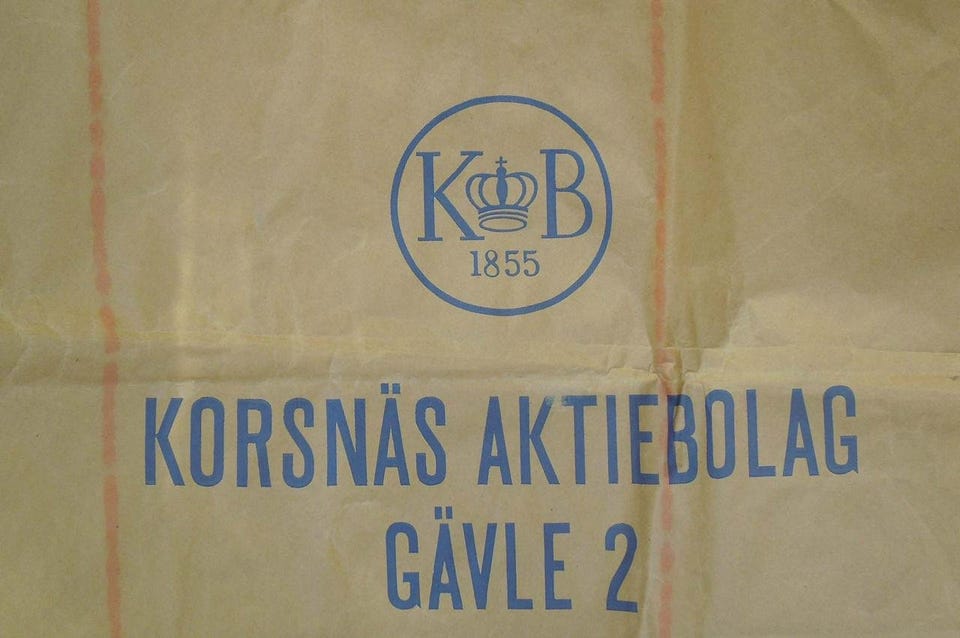 K B
1855
KORSNÄS AKTIEBOLAG
GÄVLE 2